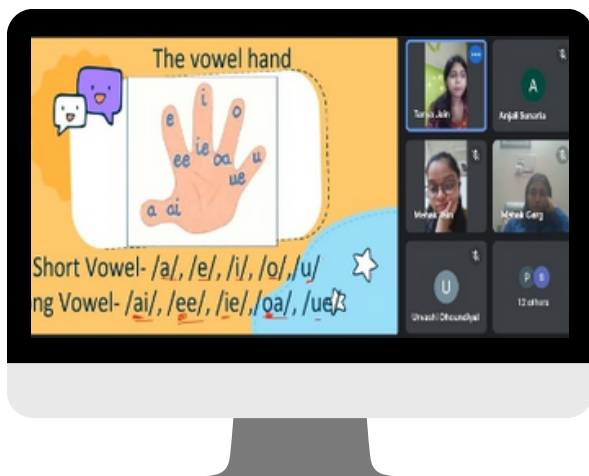 The vowel hand
e
i
o
u
ee
ie
oa
ue
a ai
Short Vowel- /a/, /e/, /i/, /o/,/u/
ng Vowel- /ai/, /ee/, /ie/,/oa/, /ue/
Tanya Jain
A
Anjali Sunaria
Mehak Jain
Mehak Garg
U
Urvashi Dhoundiyal
P
S
12 others